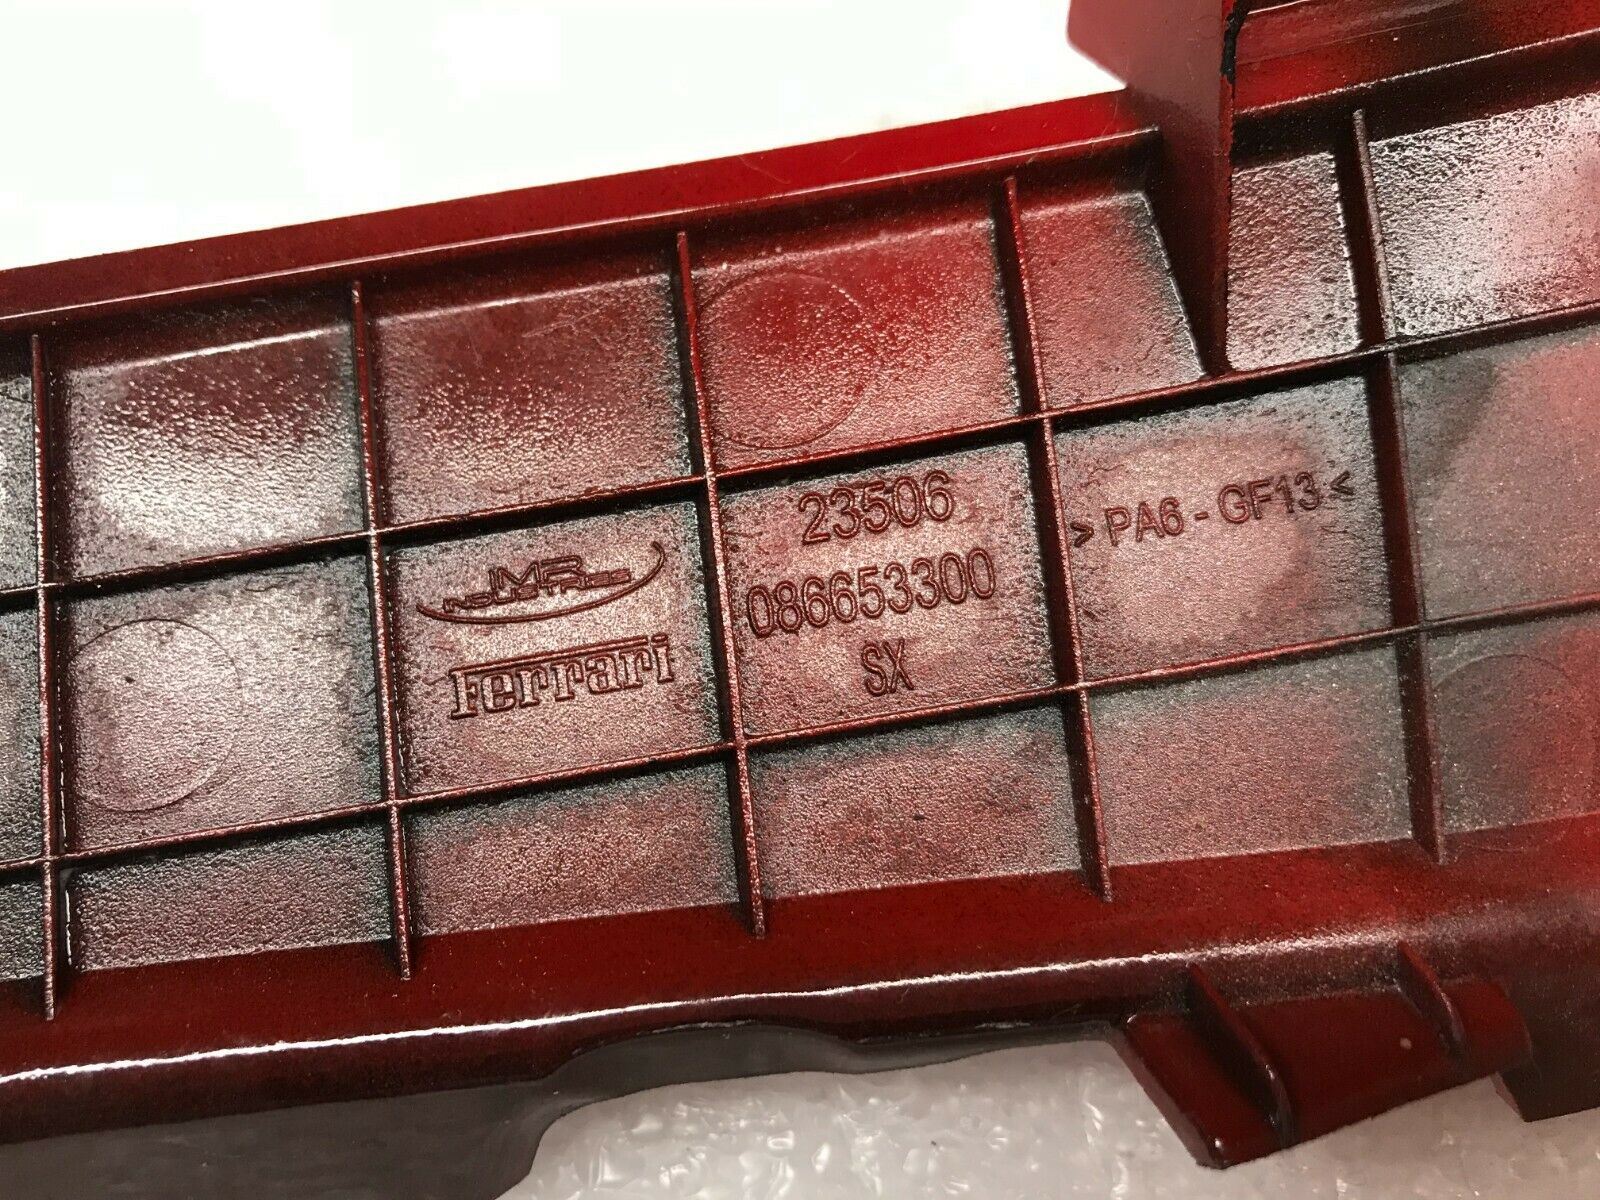 IMR
INDUSTRIES
Ferrari
23506
086653300
SX
> PA6 - GF13 <